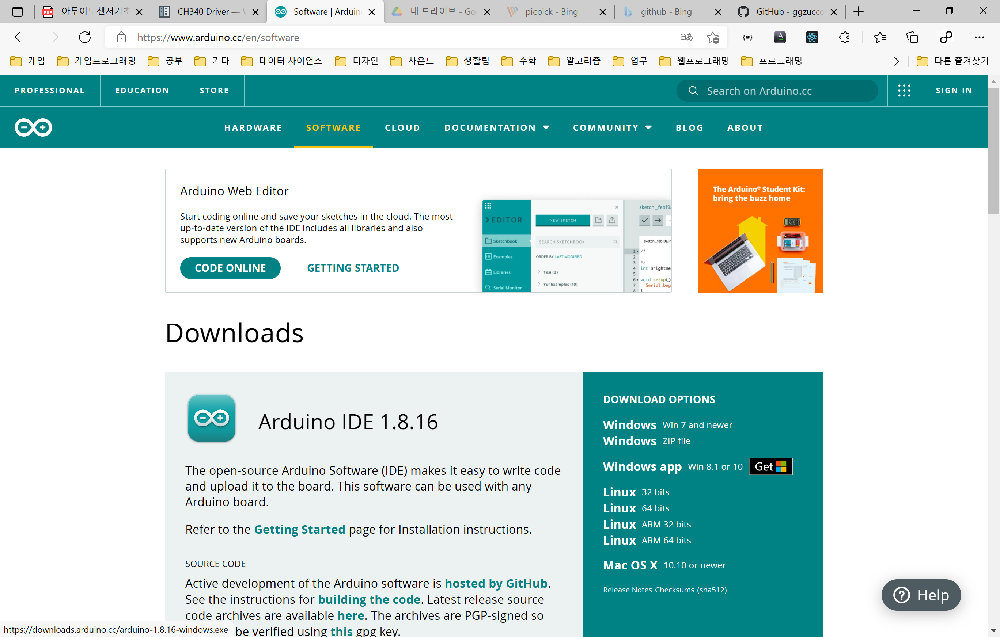 아두이노센서기초
CH340 Driver —
Software | Arduin
내 드라이브 - Go
picpick - Bing
github - Bing
GitHub - ggzucc
https://www.arduino.cc/en/software
게임
게임프로그래밍
공부
기타
데이터 사이언스
디자인
사운드
생활팁
수학
알고리즘
업무
웹프로그래밍
프로그래밍
다른 즐겨찾기
PROFESSIONAL
EDUCATION
STORE
Search on Arduino.cc
SIGN IN
HARDWARE
SOFTWARE
CLOUD
DOCUMENTATION
COMMUNITY
BLOG
ABOUT
Arduino Web Editor
Start coding online and save your sketches in the cloud. The most
up-to-date version of the IDE includes all libraries and also
supports new Arduino boards.
CODE ONLINE
GETTING STARTED
EDITOR
Sketchbook
Examples
Libraries
Serial Monitor
NEW SKETCH
SEARCH SKETCHBOOK
ORDER BY LAST MODIFIED
Tesi (2)
YunExamples (10)
sketch_feb19a
sketch_feb19a.in
1 /*
2
3 */
4 int brightne
5
6 void setup()
7 Serial.beg
8 }
The Arduino® Student Kit:
bring the buzz home
Downloads
Arduino IDE 1.8.16
The open-source Arduino Software (IDE) makes it easy to write code
and upload it to the board. This software can be used with any
Arduino board.
Refer to the Getting Started page for Installation instructions.
SOURCE CODE
Active development of the Arduino software is hosted by GitHub.
See the instructions for building the code. Latest release source
code archives are available here. The archives are PGP-signed so
be verified using this gpg key.
DOWNLOAD OPTIONS
Windows Win 7 and newer
Windows ZIP file
Windows app Win 8.1 or 10 Get
Linux 32 bits
Linux 64 bits
Linux ARM 32 bits
Linux ARM 64 bits
Mac OS X 10.10 or newer
Release Notes Checksums (sha512)
Help
https://downloads.arduino.cc/arduino-1.8.16-windows.exe